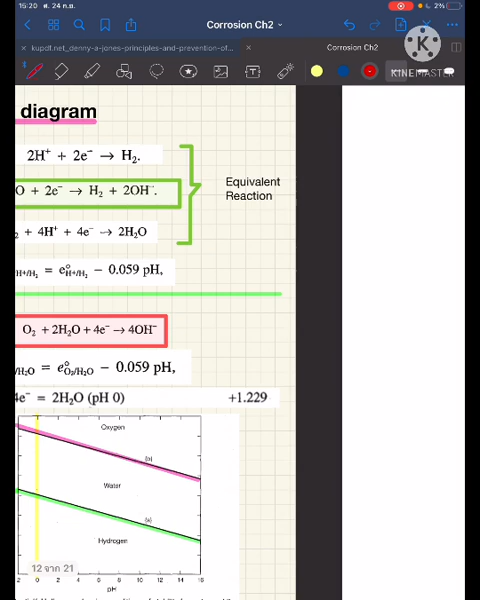 15:20 ส. 24 ก.ย. 2%
Corrosion Ch2
kupdf.net_denny-a-jones-principles-and-prevention-of...
Corrosion Ch2
KINEMASTER
diagram
2H⁺ + 2e⁻ → H₂.
O + 2e⁻ → H₂ + 2OH⁻.
Equivalent
Reaction
₂ + 4H⁺ + 4e⁻ → 2H₂O
H⁺/H₂ = e°H⁺/H₂ − 0.059 pH,
O₂ + 2H₂O + 4e⁻ → 4OH⁻
/H₂O = e°O₂/H₂O − 0.059 pH,
4e⁻ = 2H₂O (pH 0) +1.229
Oxygen
(b)
Water
(a)
Hydrogen
12 จาก 21
-2 0 2 4 6 8 10 12 14 16
pH